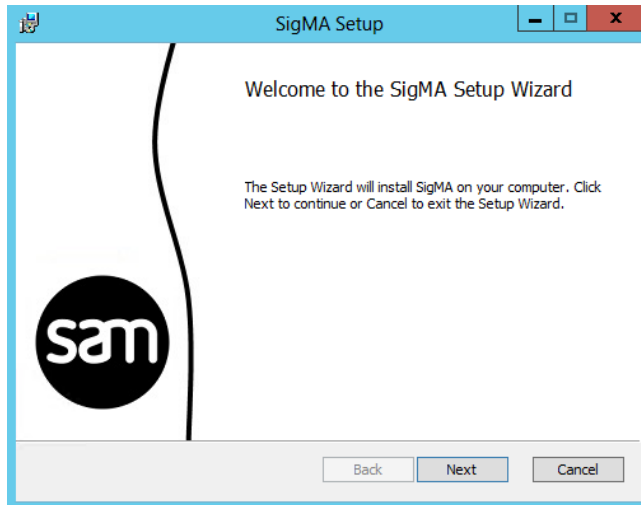 SigMA Setup
Welcome to the SigMA Setup Wizard
The Setup Wizard will install SigMA on your computer. Click
Next to continue or Cancel to exit the Setup Wizard.
sam
Back
Next
Cancel